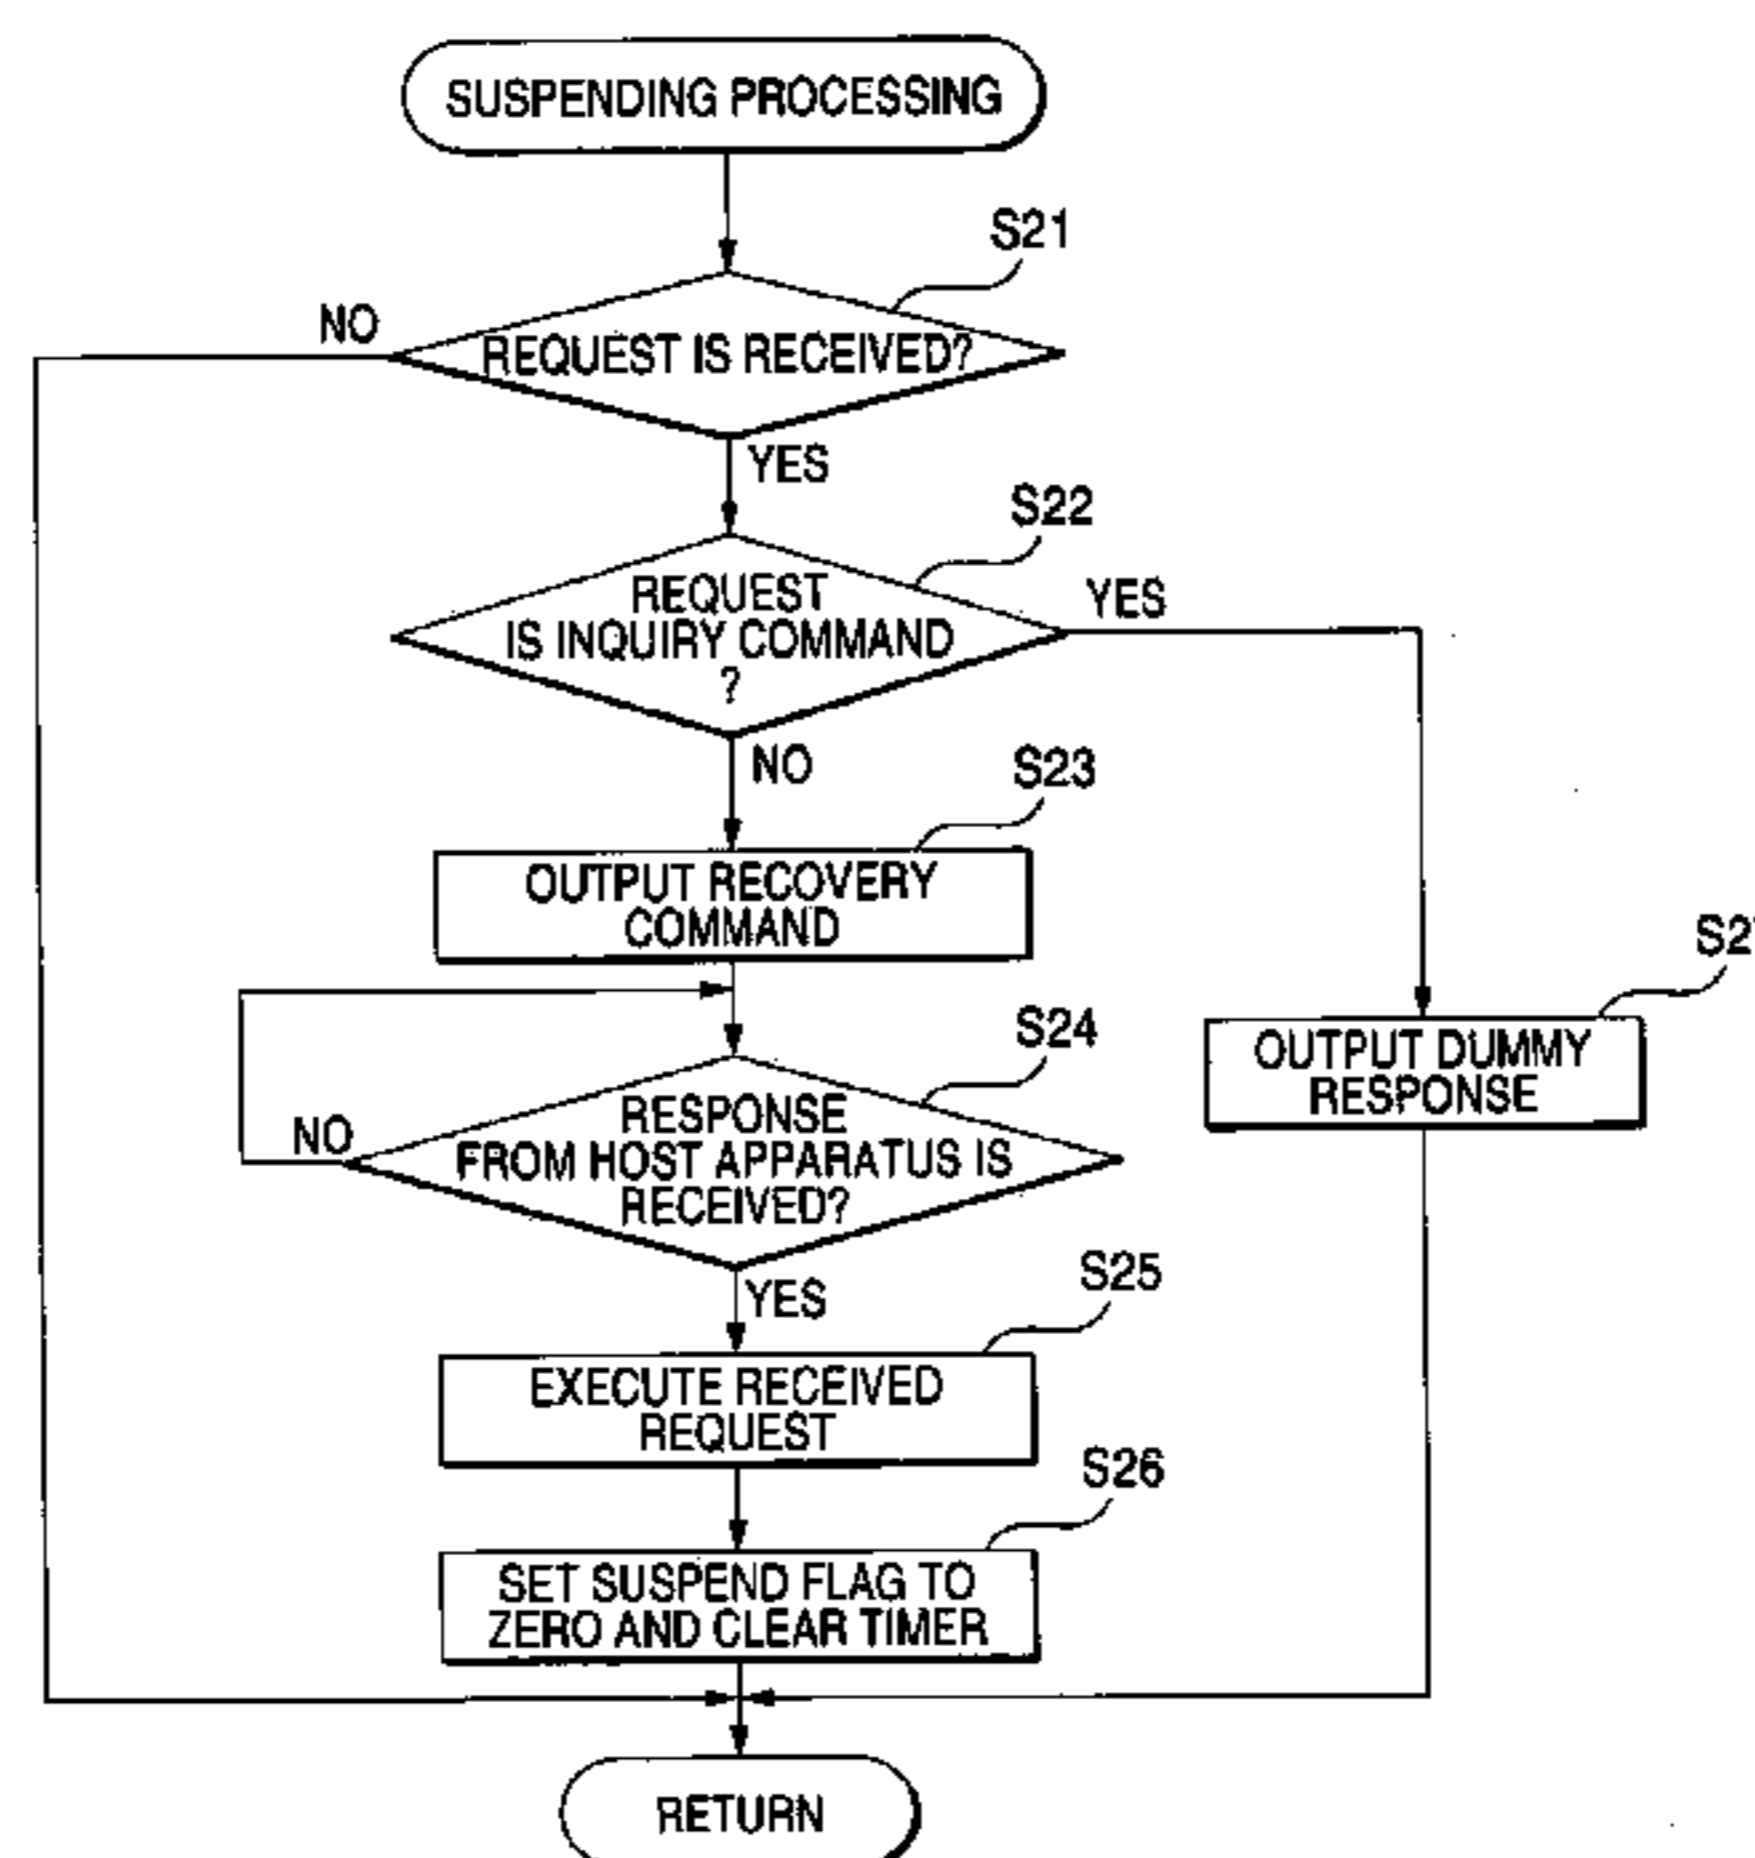 SUSPENDING PROCESSING
S21
NO
REQUEST IS RECEIVED?
YES
S22
REQUEST
IS INQUIRY COMMAND
?
YES
NO
S23
OUTPUT RECOVERY
COMMAND
S24
RESPONSE
FROM HOST APPARATUS IS
RECEIVED?
NO
OUTPUT DUMMY
RESPONSE
YES
S25
EXECUTE RECEIVED
REQUEST
S26
SET SUSPEND FLAG TO
ZERO AND CLEAR TIMER
RETURN